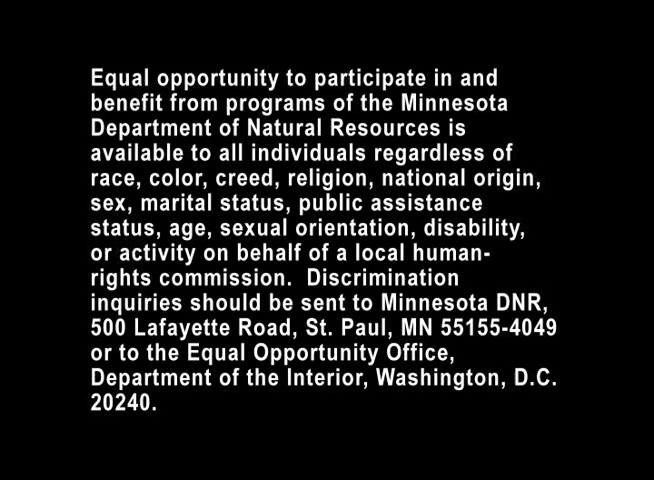 Equal opportunity to participate in and
benefit from programs of the Minnesota
Department of Natural Resources is
available to all individuals regardless of
race, color, creed, religion, national origin,
sex, marital status, public assistance
status, age, sexual orientation, disability,
or activity on behalf of a local human-
rights commission.  Discrimination
inquiries should be sent to Minnesota DNR,
500 Lafayette Road, St. Paul, MN 55155-4049
or to the Equal Opportunity Office,
Department of the Interior, Washington, D.C.
20240.